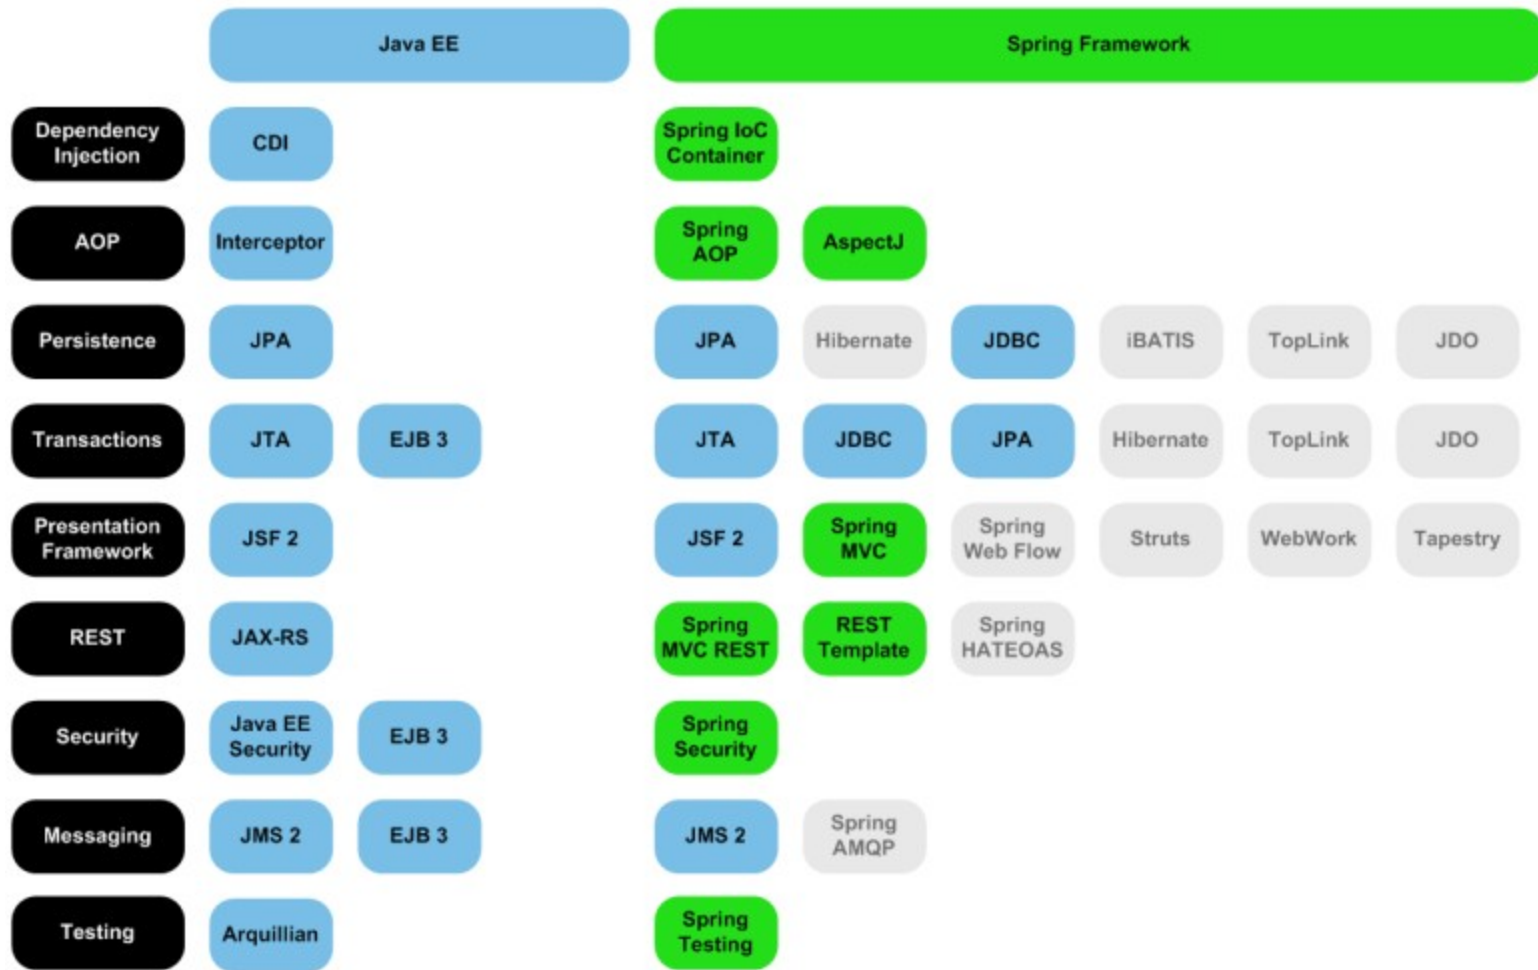 Java EE
Spring Framework
Dependency
Injection
CDI
Spring IoC
Container
AOP
Interceptor
Spring
AOP
AspectJ
Persistence
JPA
JPA
Hibernate
JDBC
iBATIS
TopLink
JDO
Transactions
JTA
EJB 3
JTA
JDBC
JPA
Hibernate
TopLink
JDO
Presentation
Framework
JSF 2
JSF 2
Spring
MVC
Spring
Web Flow
Struts
WebWork
Tapestry
REST
JAX-RS
Spring
MVC REST
REST
Template
Spring
HATEOAS
Security
Java EE
Security
EJB 3
Spring
Security
Messaging
JMS 2
EJB 3
JMS 2
Spring
AMQP
Testing
Arquillian
Spring
Testing